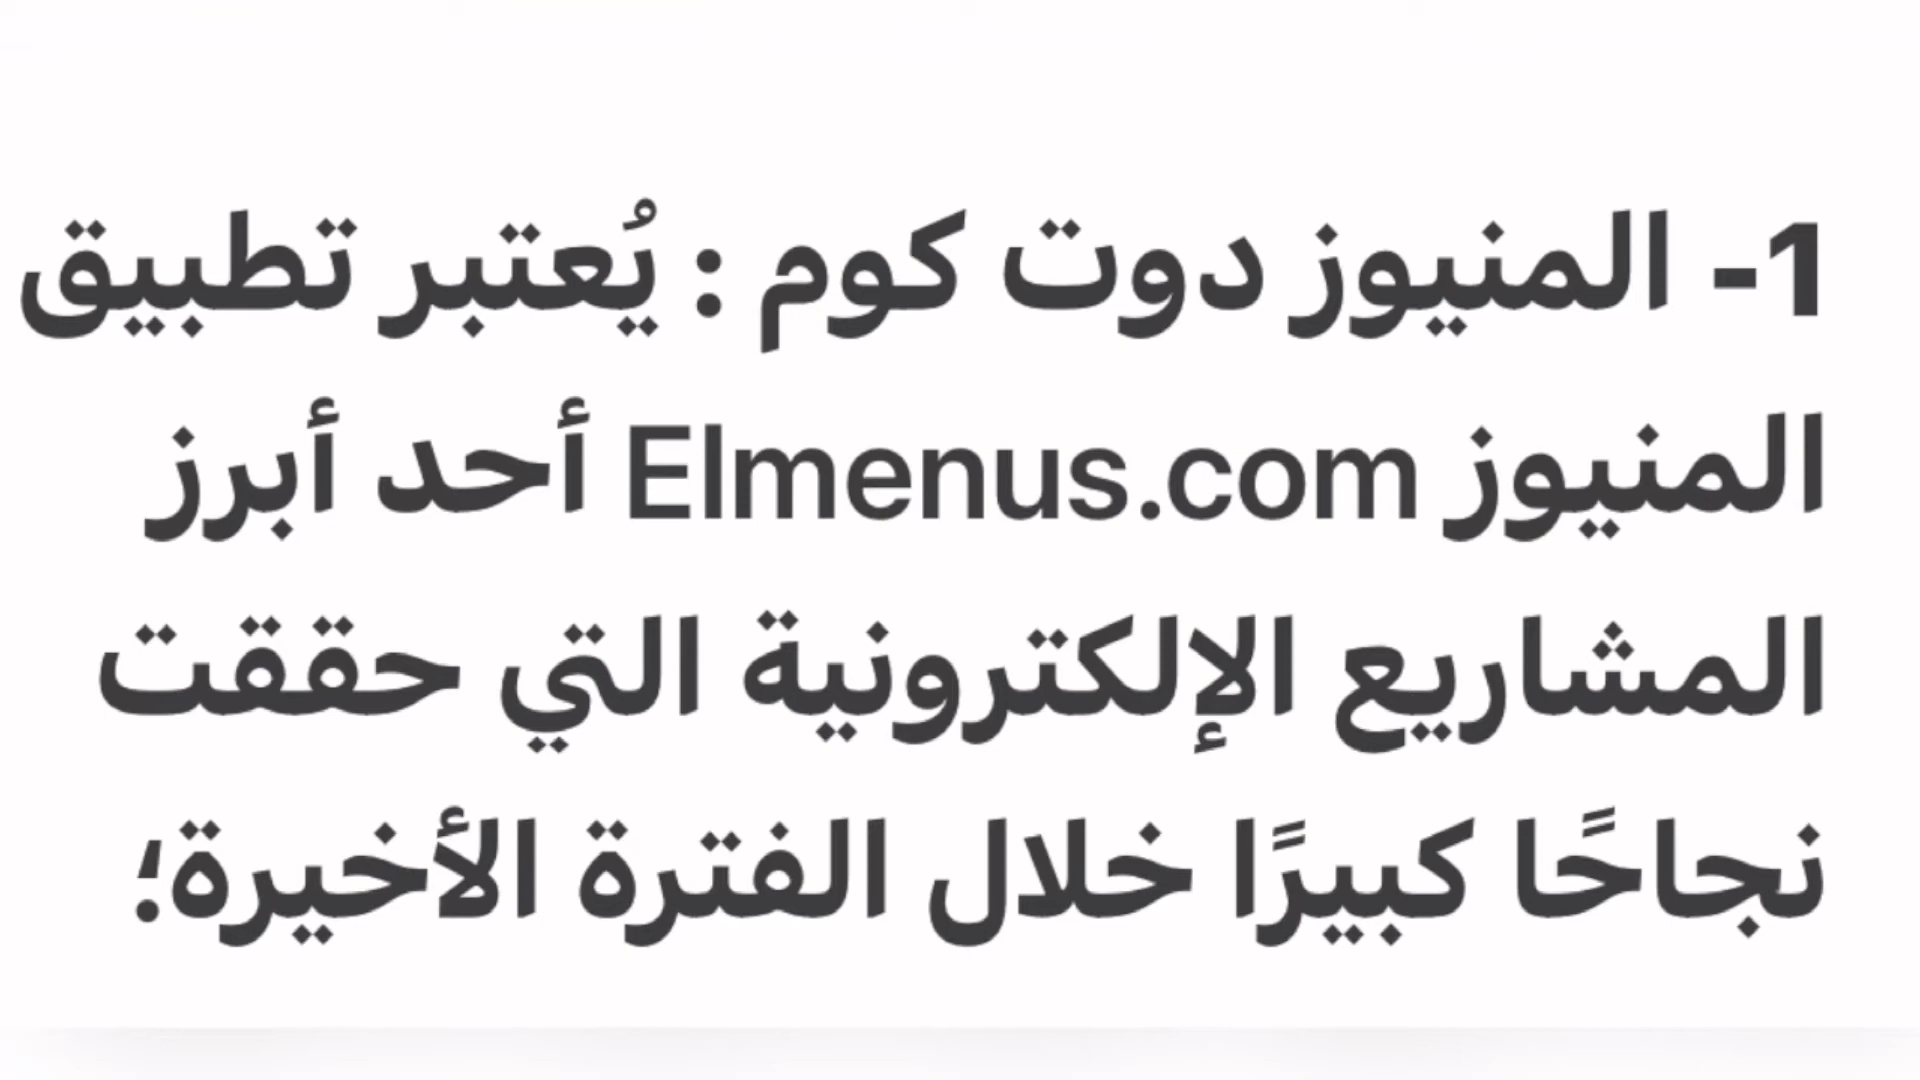 1- المنيوز دوت كوم : يُعتبر تطبيق
المنيوز Elmenus.com أحد أبرز
المشاريع الإلكترونية التي حققت
نجاحًا كبيرًا خلال الفترة الأخيرة؛